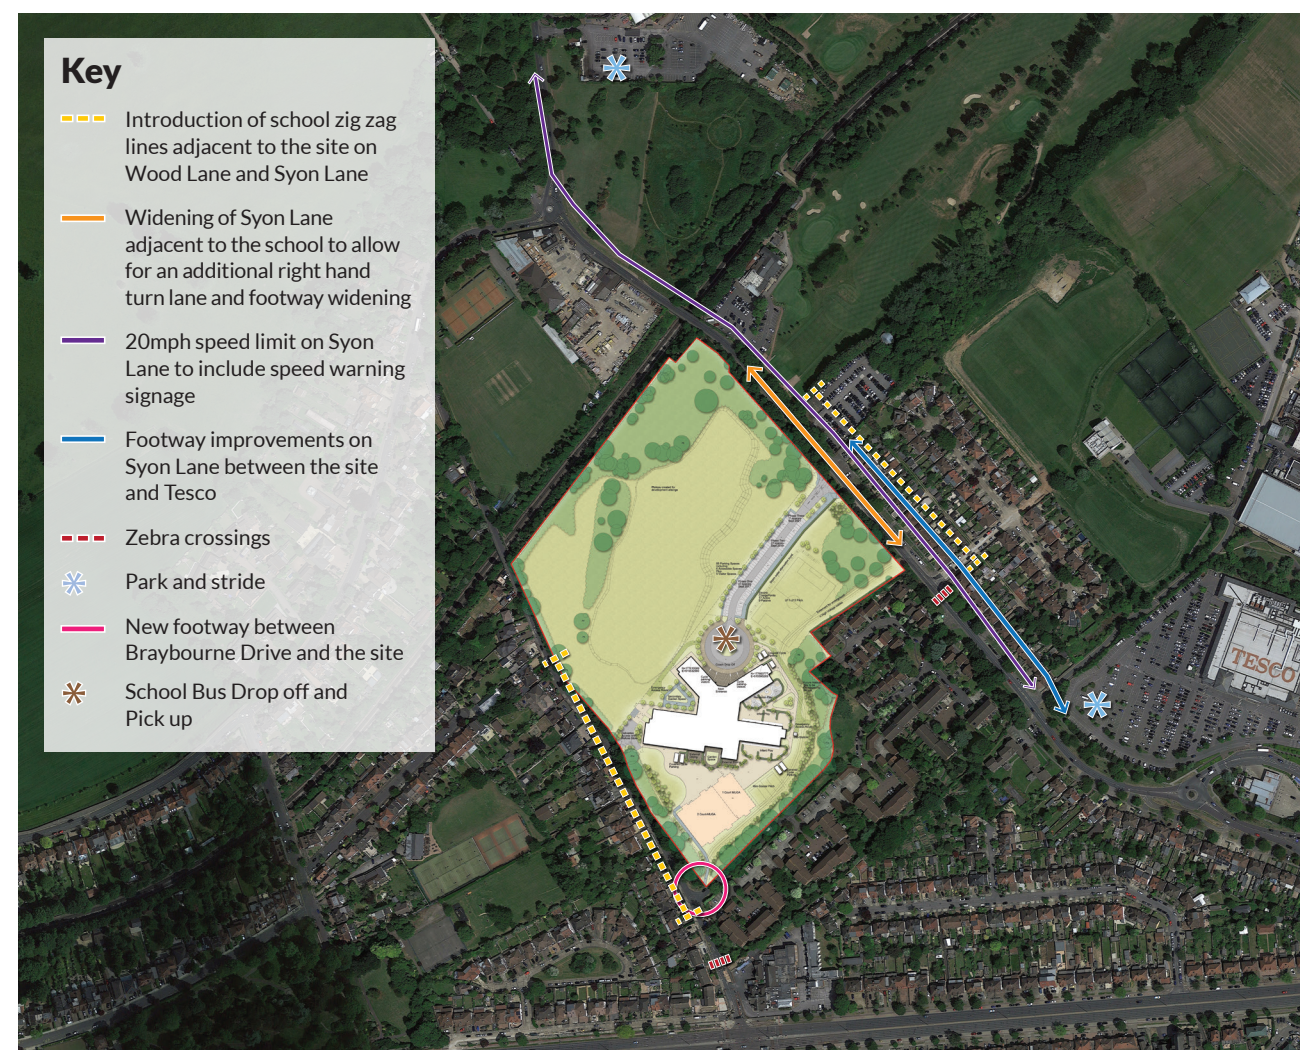 Key
Introduction of school zig zag
lines adjacent to the site on
Wood Lane and Syon Lane
Widening of Syon Lane
adjacent to the school to allow
for an additional right hand
turn lane and footway widening
20mph speed limit on Syon
Lane to include speed warning
signage
Footway improvements on
Syon Lane between the site
and Tesco
Zebra crossings
Park and stride
New footway between
Braybourne Drive and the site
School Bus Drop off and
Pick up
TESCO